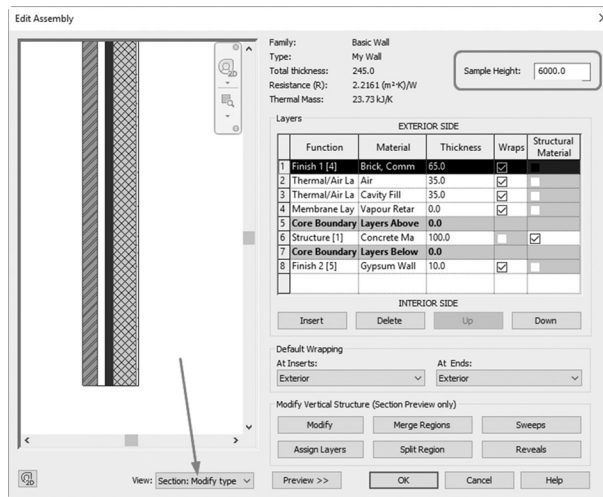 Edit Assembly
Family: Basic Wall
Type: My Wall
Total thickness: 245.0
Resistance (R): 2.2161 (m²·K)/W
Thermal Mass: 23.73 kJ/K
Sample Height: 6000.0
Layers
EXTERIOR SIDE
Function Material Thickness Wraps Structural Material
1 Finish 1 [4] Brick, Comm 65.0
2 Thermal/Air La Air 35.0
3 Thermal/Air La Cavity Fill 35.0
4 Membrane Lay Vapour Retar 0.0
5 Core Boundary Layers Above 0.0
6 Structure [1] Concrete Ma 100.0
7 Core Boundary Layers Below 0.0
8 Finish 2 [5] Gypsum Wall 10.0
INTERIOR SIDE
Insert Delete Up Down
Default Wrapping
At Inserts: At Ends:
Exterior Exterior
Modify Vertical Structure (Section Preview only)
Modify Merge Regions Sweeps
Assign Layers Split Region Reveals
View: Section: Modify type Preview >> OK Cancel Help
2D
2D